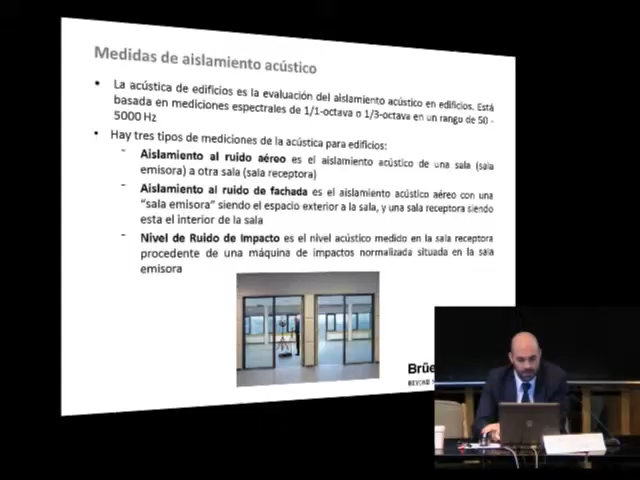 Medidas de aislamiento acústico
• La acústica de edificios es la evaluación del aislamiento acústico en edificios. Está
basada en mediciones espectrales de 1/1-octava o 1/3-octava en un rango de 50 -
5000 Hz
• Hay tres tipos de mediciones de la acústica para edificios:
- Aislamiento al ruido aéreo es el aislamiento acústico de una sala (sala
emisora) a otra sala (sala receptora)
- Aislamiento al ruido de fachada es el aislamiento acústico aéreo con una
"sala emisora" siendo el espacio exterior a la sala, y una sala receptora siendo
esta el interior de la sala
- Nivel de Ruido de Impacto es el nivel acústico medido en la sala receptora
procedente de una máquina de impactos normalizada situada en la sala
emisora
Brüe